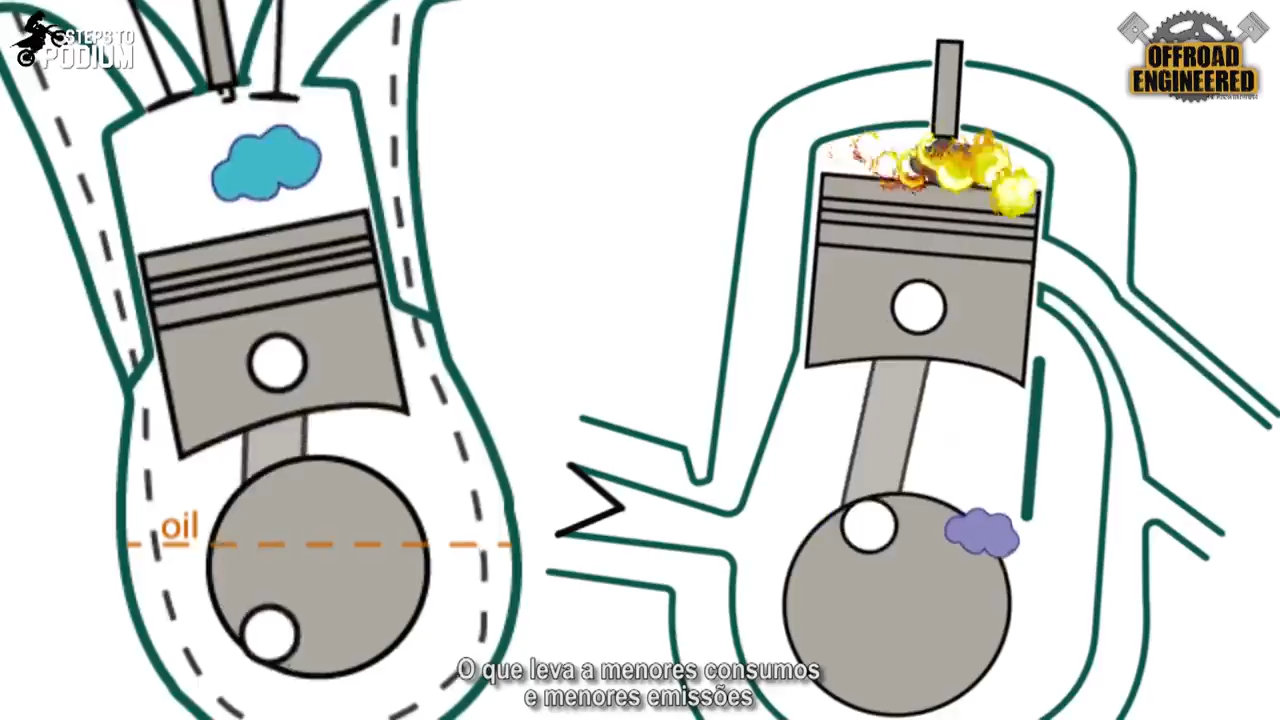 STEPS TO
PODIUM
OFFROAD
ENGINEERED
oil
O que leva a menores consumos
e menores emissões